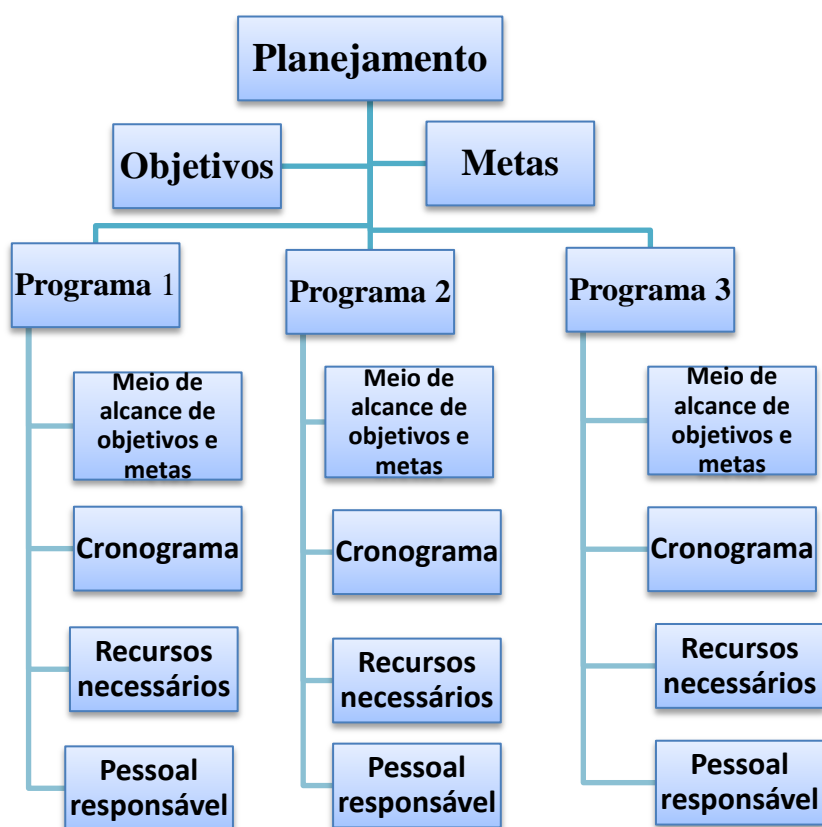 Planejamento
Objetivos
Metas
Programa 1
Programa 2
Programa 3
Meio de
alcance de
objetivos e
metas
Cronograma
Recursos
necessários
Pessoal
responsável
Meio de
alcance de
objetivos e
metas
Cronograma
Recursos
necessários
Pessoal
responsável
Meio de
alcance de
objetivos e
metas
Cronograma
Recursos
necessários
Pessoal
responsável